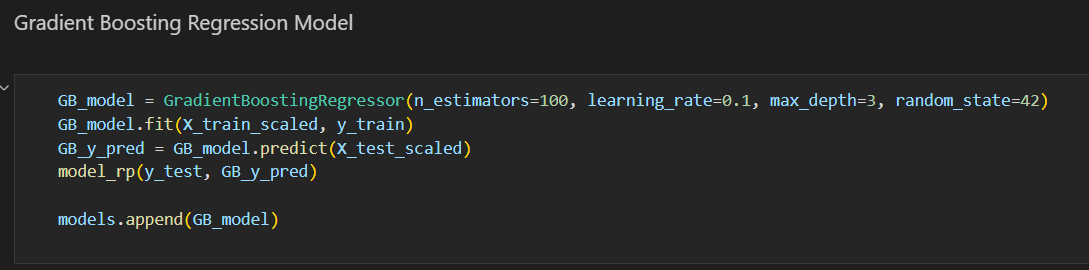 Gradient Boosting Regression Model
GB_model = GradientBoostingRegressor(n_estimators=100, learning_rate=0.1, max_depth=3, random_state=42)
GB_model.fit(X_train_scaled, y_train)
GB_y_pred = GB_model.predict(X_test_scaled)
model_rp(y_test, GB_y_pred)
models.append(GB_model)